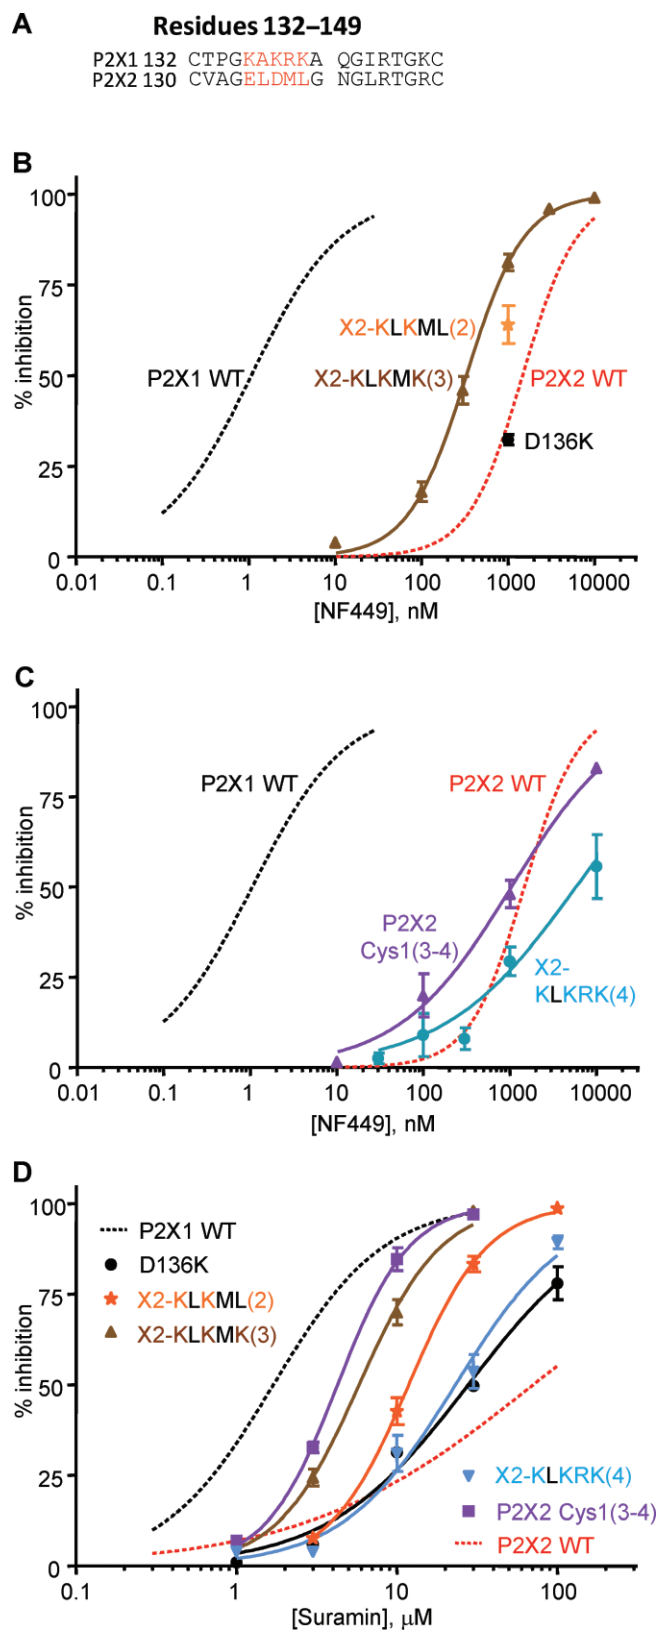 A
Residues 132–149
P2X1 132 CTPGKAKRKA QGIRTGKC
P2X2 130 CVAGELDMLG NGLRTGRC
B
100
75
50
25
0
% inhibition
P2X1 WT
X2-KLKML(2)
X2-KLKMK(3)
P2X2 WT
D136K
0.01 0.1 1 10 100 1000 10000
[NF449], nM
C
100
75
50
25
0
% inhibition
P2X1 WT
P2X2 WT
P2X2
Cys1(3-4)
X2-
KLKRK(4)
0.01 0.1 1 10 100 1000 10000
[NF449], nM
D
100
75
50
25
0
% inhibition
P2X1 WT
D136K
X2-KLKML(2)
X2-KLKMK(3)
X2-KLKRK(4)
P2X2 Cys1(3-4)
P2X2 WT
0.1 1 10 100
[Suramin], µM